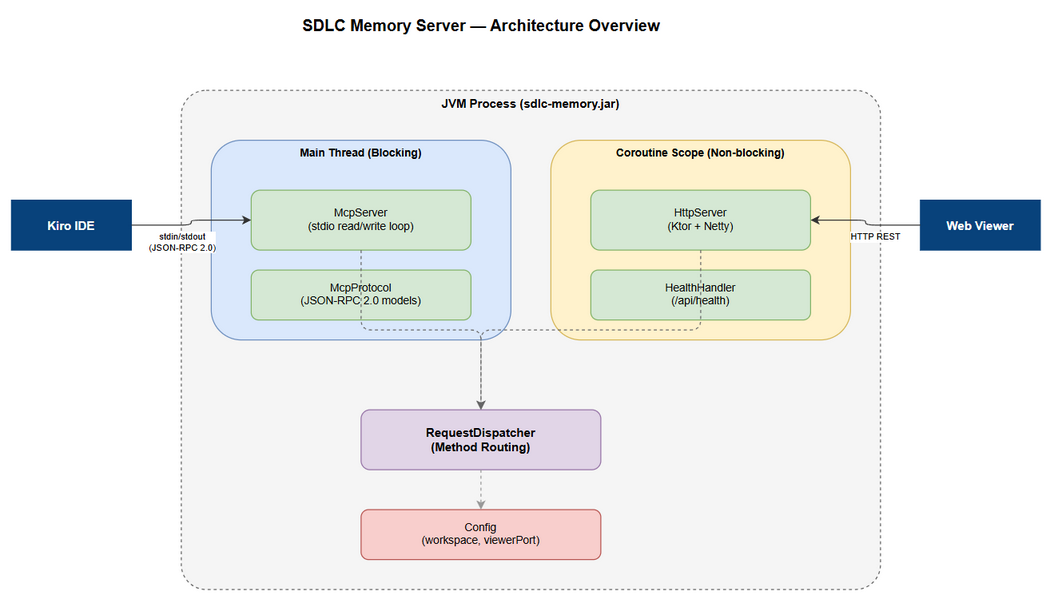 SDLC Memory Server — Architecture Overview
JVM Process (sdlc-memory.jar)
Main Thread (Blocking)
Coroutine Scope (Non-blocking)
Kiro IDE
stdin/stdout
(JSON-RPC 2.0)
McpServer
(stdio read/write loop)
McpProtocol
(JSON-RPC 2.0 models)
HttpServer
(Ktor + Netty)
HealthHandler
(/api/health)
HTTP REST
Web Viewer
RequestDispatcher
(Method Routing)
Config
(workspace, viewerPort)